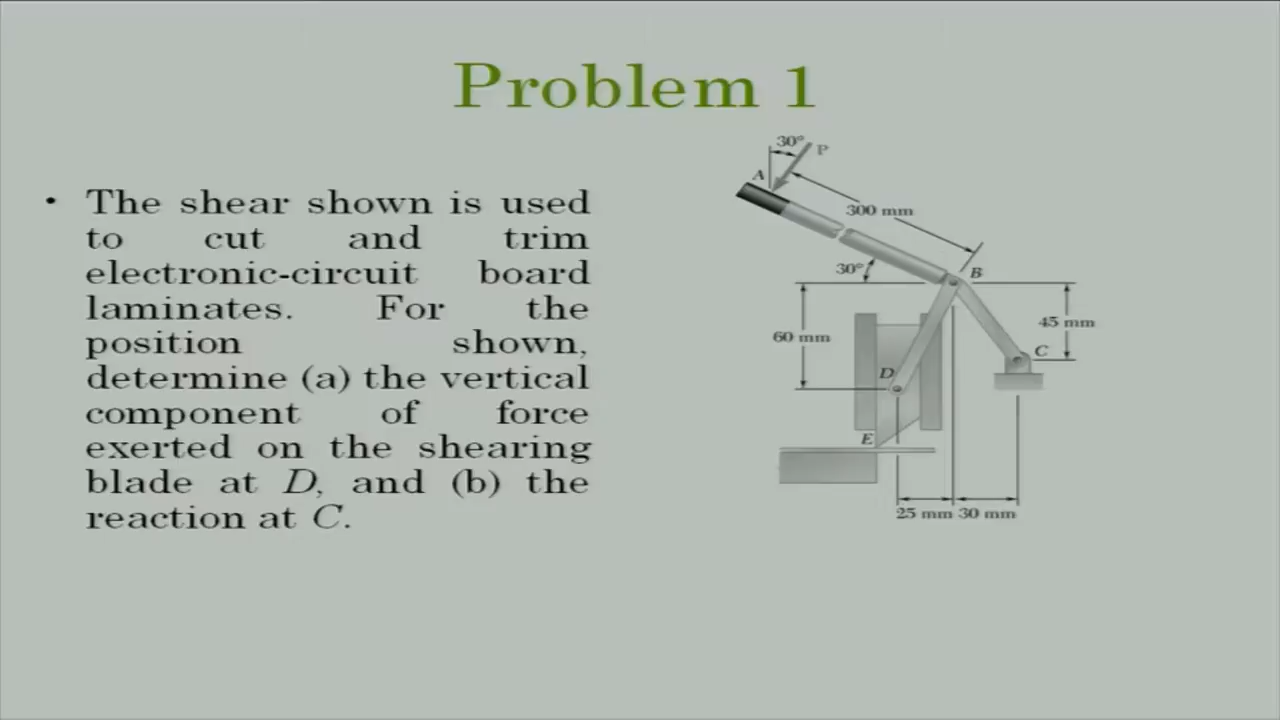 Problem 1
• The shear shown is used
to cut and trim
electronic-circuit board
laminates. For the
position shown,
determine (a) the vertical
component of force
exerted on the shearing
blade at D, and (b) the
reaction at C.
30°
P
A
300 mm
30°
B
45 mm
60 mm
C
D
E
25 mm 30 mm